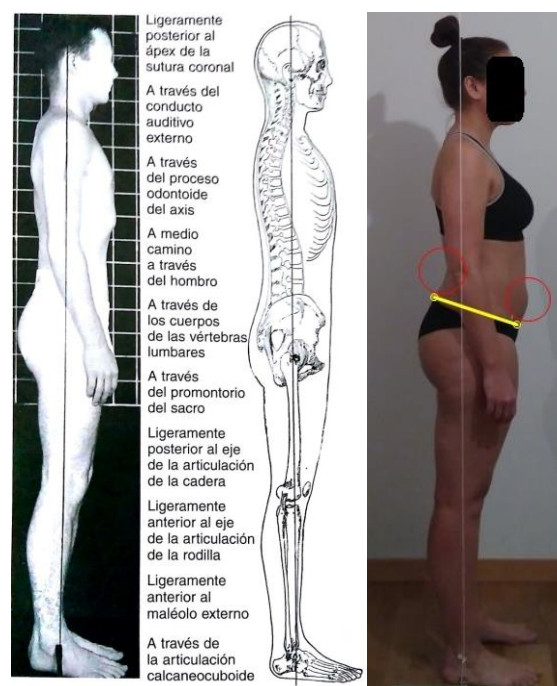 Ligeramente
posterior al
ápex de la
sutura coronal
A través del
conducto
auditivo
externo
A través
del proceso
odontoide
del axis
A medio
camino
a través
del hombro
A través de
los cuerpos
de las vértebras
lumbares
A través
del promontorio
del sacro
Ligeramente
posterior al eje
de la articulación
de la cadera
Ligeramente
anterior al eje
de la articulación
de la rodilla
Ligeramente
anterior al
maléolo externo
A través de
la articulación
calcaneocuboide